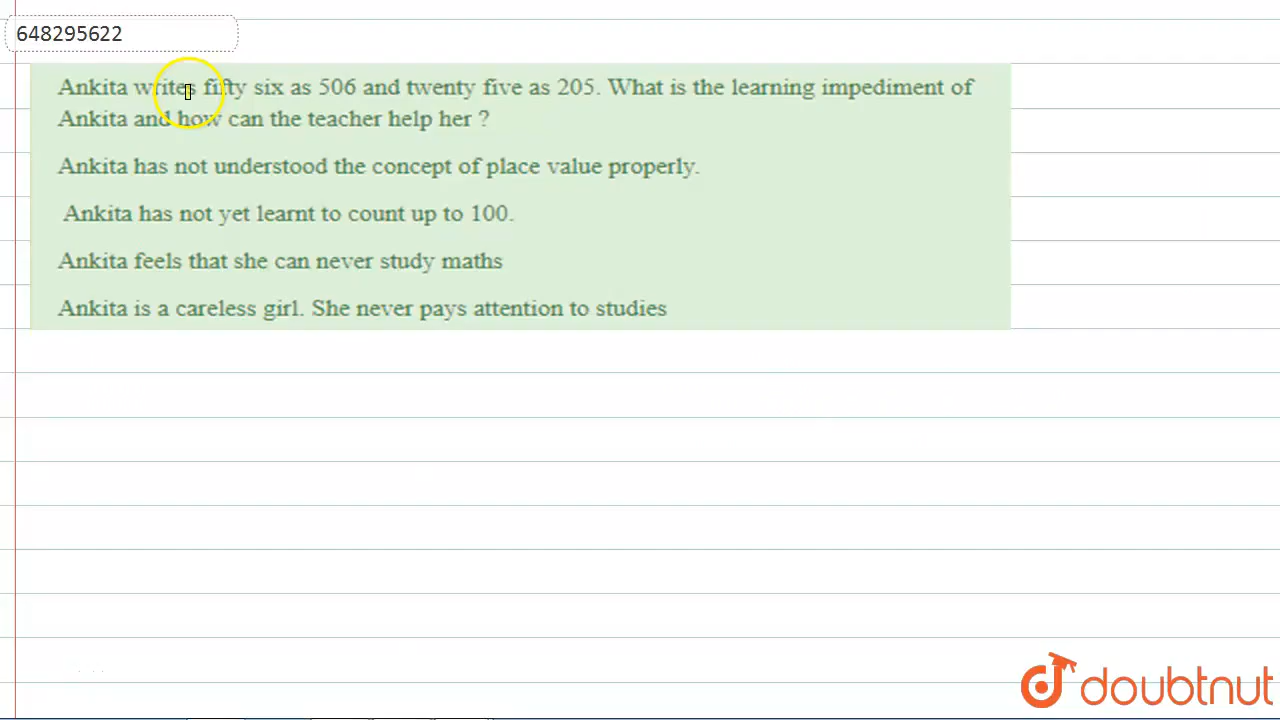 648295622
Ankita writes fifty six as 506 and twenty five as 205. What is the learning impediment of
Ankita and how can the teacher help her ?
Ankita has not understood the concept of place value properly.
Ankita has not yet learnt to count up to 100.
Ankita feels that she can never study maths
Ankita is a careless girl. She never pays attention to studies
doubtnut